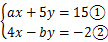 {ax + 5y = 15①
4x − by = −2②